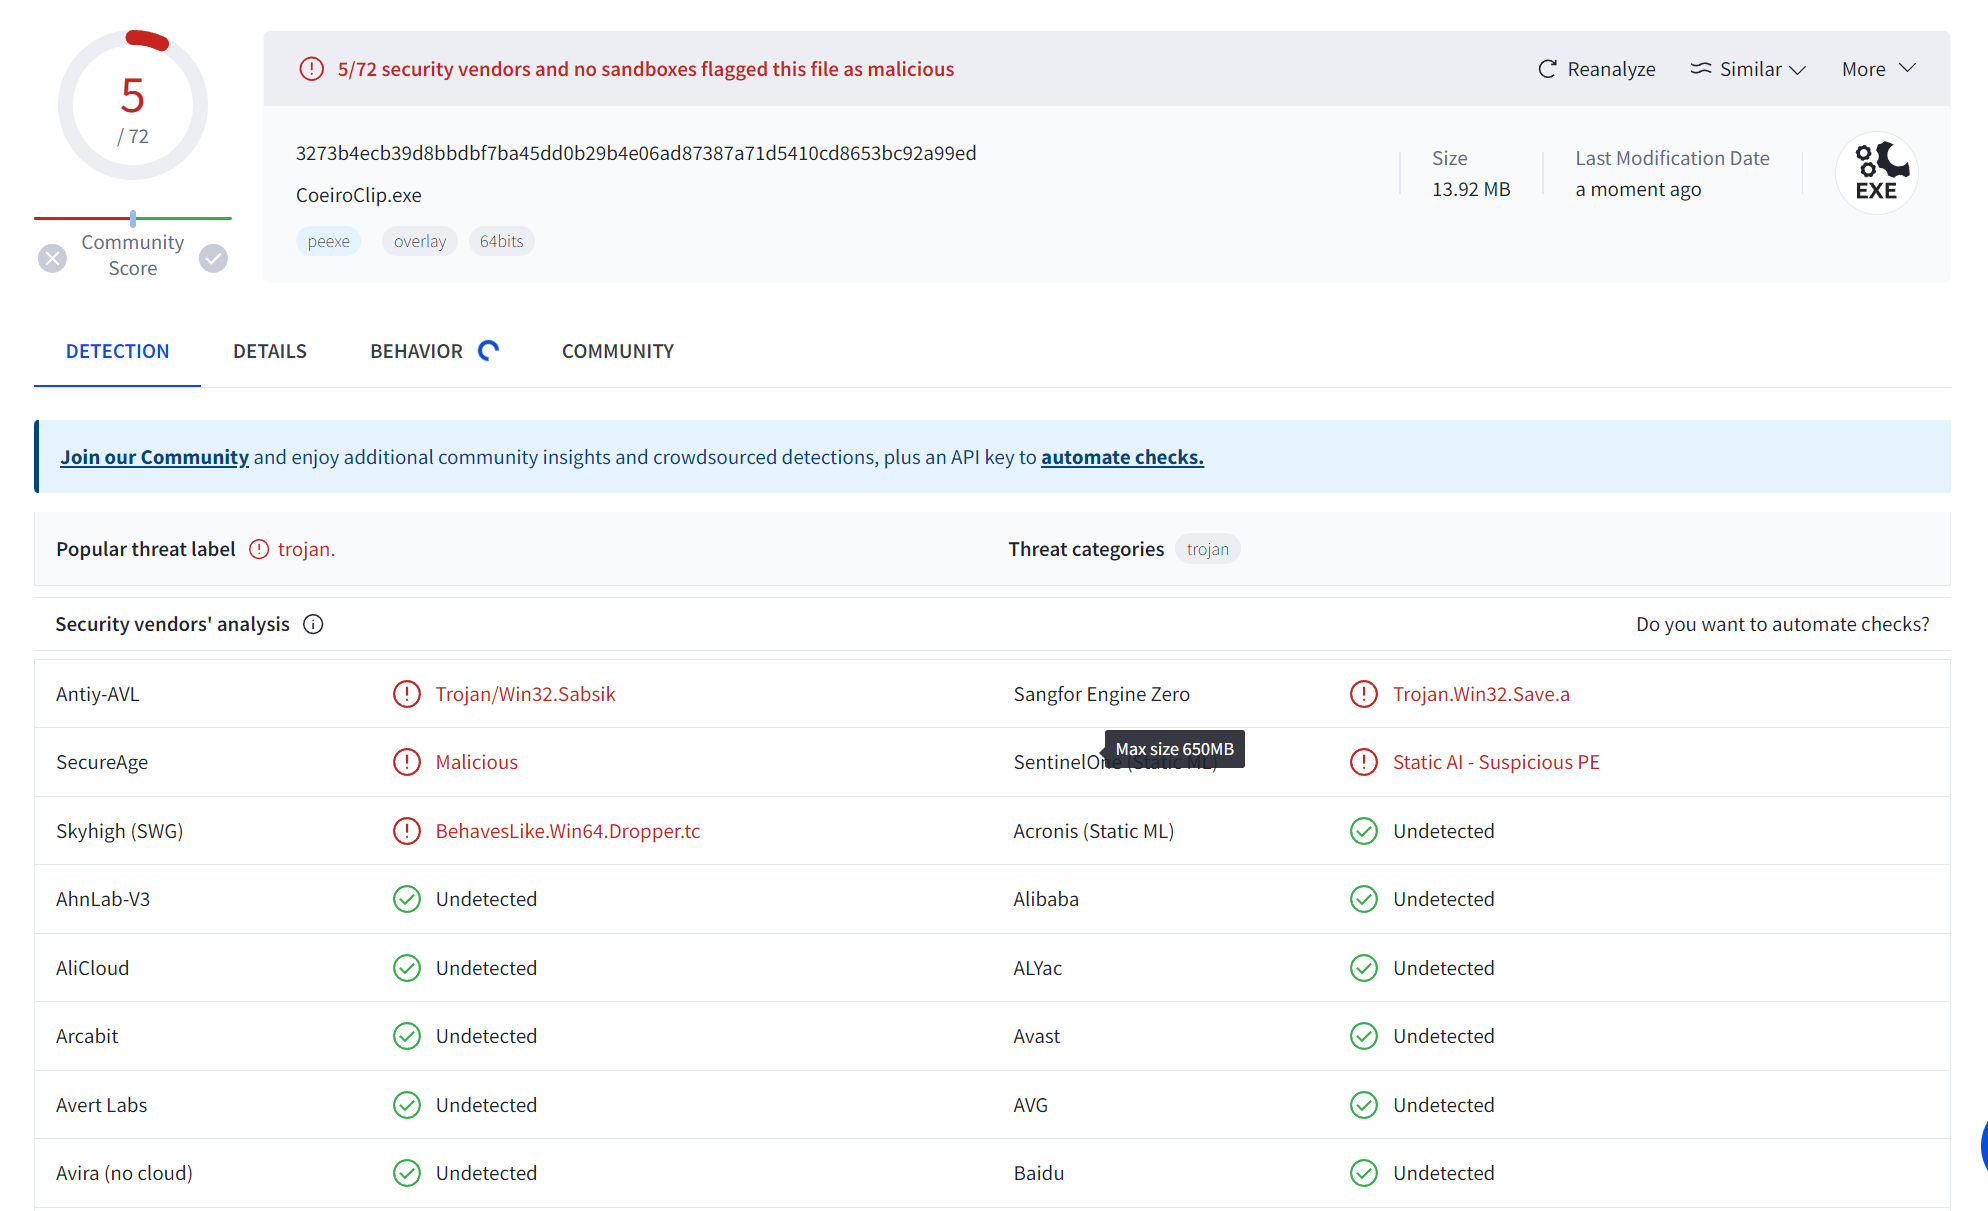 5
/ 72
Community
Score
5/72 security vendors and no sandboxes flagged this file as malicious
Reanalyze
Similar
More
3273b4ecb39d8bbdbf7ba45dd0b29b4e06ad87387a71d5410cd8653bc92a99ed
CoeiroClip.exe
peexe
overlay
64bits
Size
13.92 MB
Last Modification Date
a moment ago
EXE
DETECTION
DETAILS
BEHAVIOR
COMMUNITY
Join our Community and enjoy additional community insights and crowdsourced detections, plus an API key to automate checks.
Popular threat label trojan.
Threat categories trojan
Security vendors' analysis
Do you want to automate checks?
Antiy-AVL Trojan/Win32.Sabsik
Sangfor Engine Zero Trojan.Win32.Save.a
Max size 650MB
SecureAge Malicious
SentinelOne (Static ML) Static AI - Suspicious PE
Skyhigh (SWG) BehavesLike.Win64.Dropper.tc
Acronis (Static ML) Undetected
AhnLab-V3 Undetected
Alibaba Undetected
AliCloud Undetected
ALYac Undetected
Arcabit Undetected
Avast Undetected
Avert Labs Undetected
AVG Undetected
Avira (no cloud) Undetected
Baidu Undetected